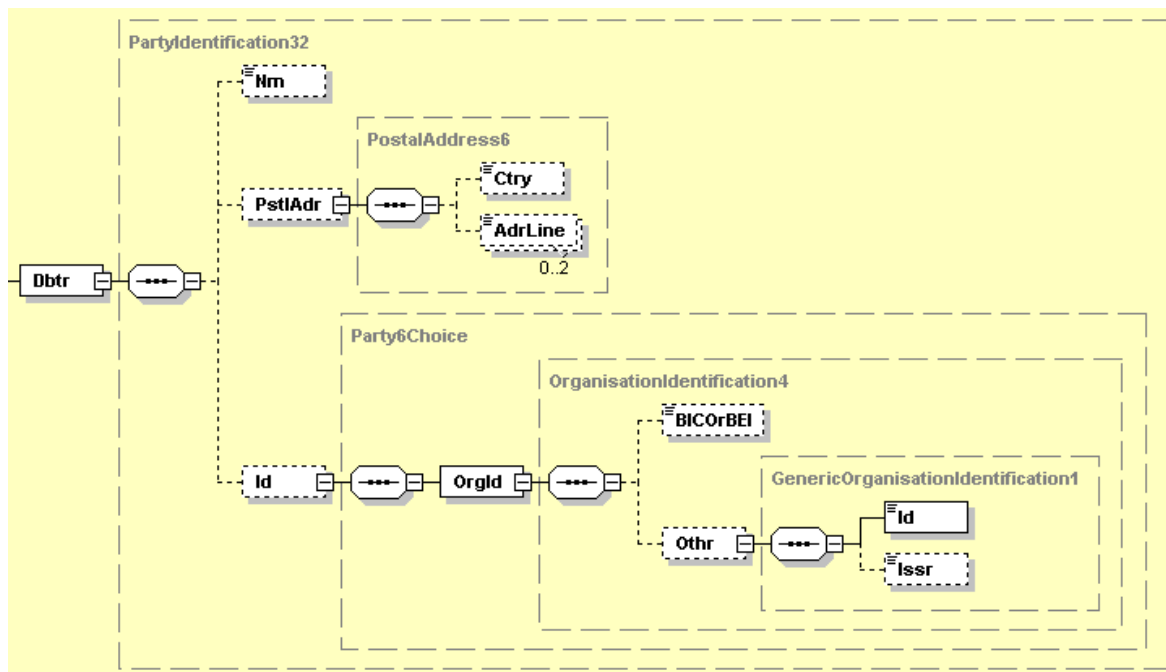 PartyIdentification32
Nm
PostalAddress6
Ctry
PstlAdr
AdrLine
0..2
Dbtr
Party6Choice
OrganisationIdentification4
BICOrBEI
GenericOrganisationIdentification1
Id
OrgId
Id
Othr
Issr